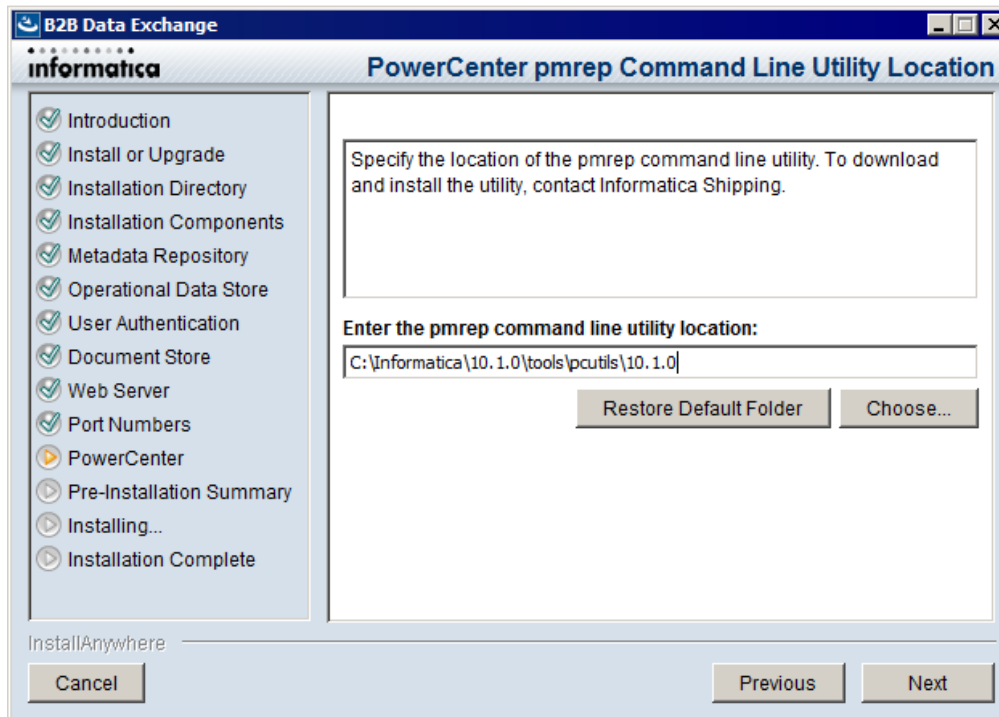 B2B Data Exchange
informatica
PowerCenter pmrep Command Line Utility Location
Introduction
Install or Upgrade
Installation Directory
Installation Components
Metadata Repository
Operational Data Store
User Authentication
Document Store
Web Server
Port Numbers
PowerCenter
Pre-Installation Summary
Installing...
Installation Complete
Specify the location of the pmrep command line utility. To download
and install the utility, contact Informatica Shipping.
Enter the pmrep command line utility location:
C:\Informatica\10.1.0\tools\pcutils\10.1.0
Restore Default Folder
Choose...
InstallAnywhere
Cancel
Previous
Next